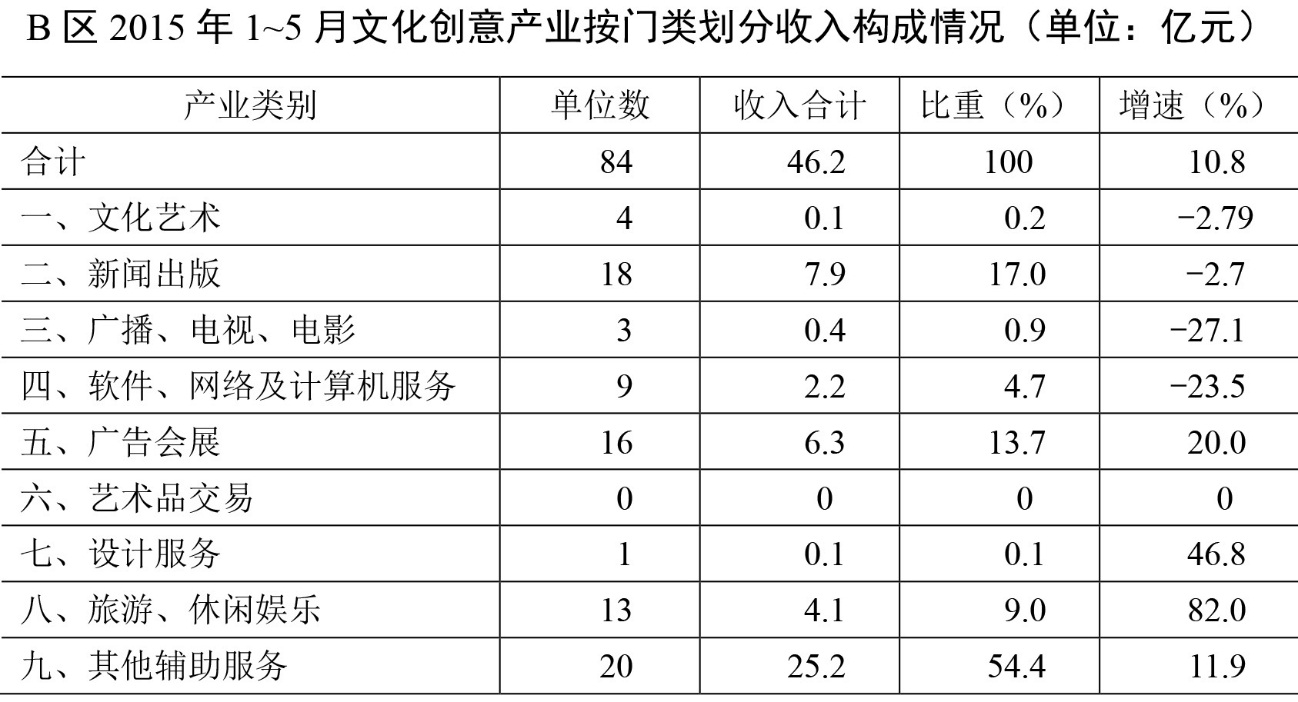 B 区 2015 年 1~5 月文化创意产业按门类划分收入构成情况（单位：亿元）
产业类别 单位数 收入合计 比重（%） 增速（%）
合计 84 46.2 100 10.8
一、文化艺术 4 0.1 0.2 -2.79
二、新闻出版 18 7.9 17.0 -2.7
三、广播、电视、电影 3 0.4 0.9 -27.1
四、软件、网络及计算机服务 9 2.2 4.7 -23.5
五、广告会展 16 6.3 13.7 20.0
六、艺术品交易 0 0 0 0
七、设计服务 1 0.1 0.1 46.8
八、旅游、休闲娱乐 13 4.1 9.0 82.0
九、其他辅助服务 20 25.2 54.4 11.9